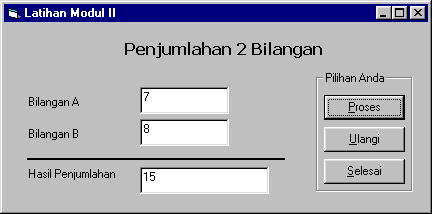 Latihan Modul II
Penjumlahan 2 Bilangan
Bilangan A 7
Bilangan B 8
Hasil Penjumlahan 15
Pilihan Anda
Proses
Ulangi
Selesai